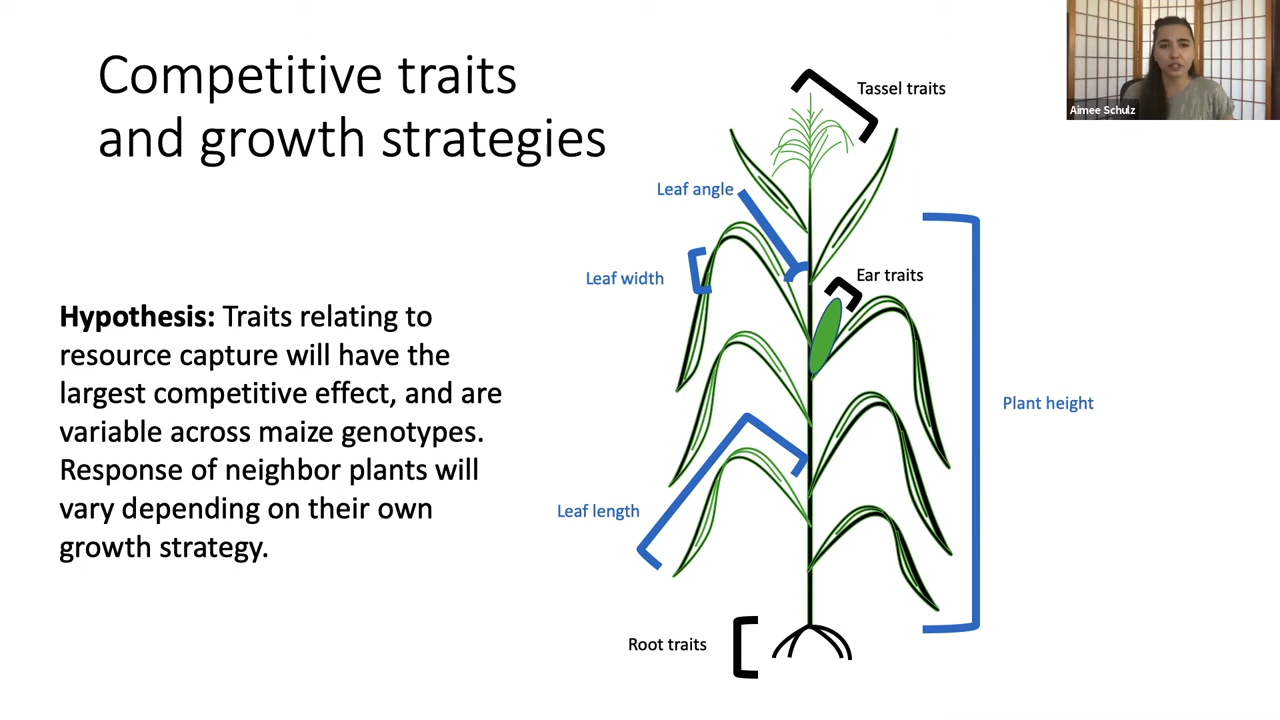 Competitive traits
and growth strategies
Hypothesis: Traits relating to
resource capture will have the
largest competitive effect, and are
variable across maize genotypes.
Response of neighbor plants will
vary depending on their own
growth strategy.
Tassel traits
Leaf angle
Leaf width
Ear traits
Plant height
Leaf length
Root traits
Aimee Schulz